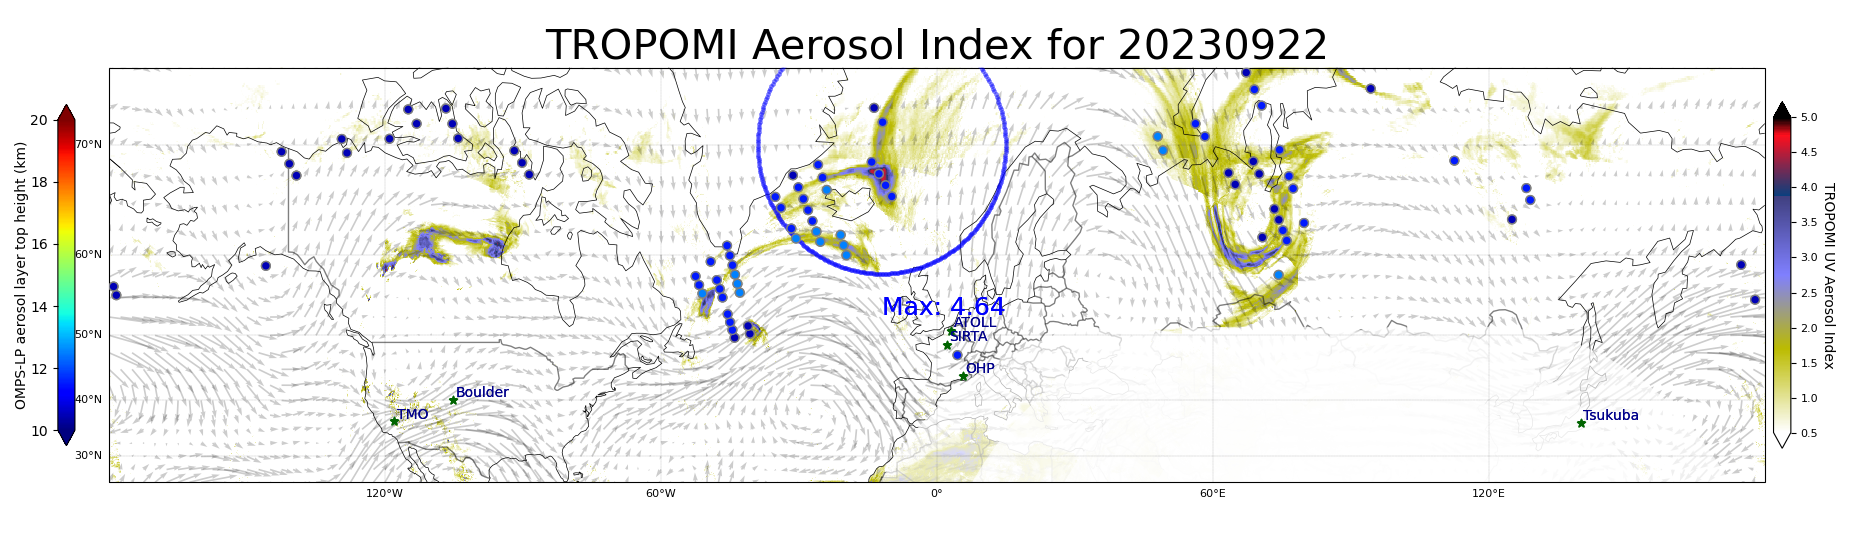 TROPOMI Aerosol Index for 20230922
OMPS-LP aerosol layer top height (km)
20
18
16
14
12
10
70°N
60°N
50°N
40°N
30°N
120°W
60°W
0°
60°E
120°E
Max: 4.64
ATOLL
SIRTA
OHP
Boulder
TMO
Tsukuba
5.0
4.5
4.0
3.5
3.0
2.5
2.0
1.5
1.0
0.5
TROPOMI UV Aerosol Index